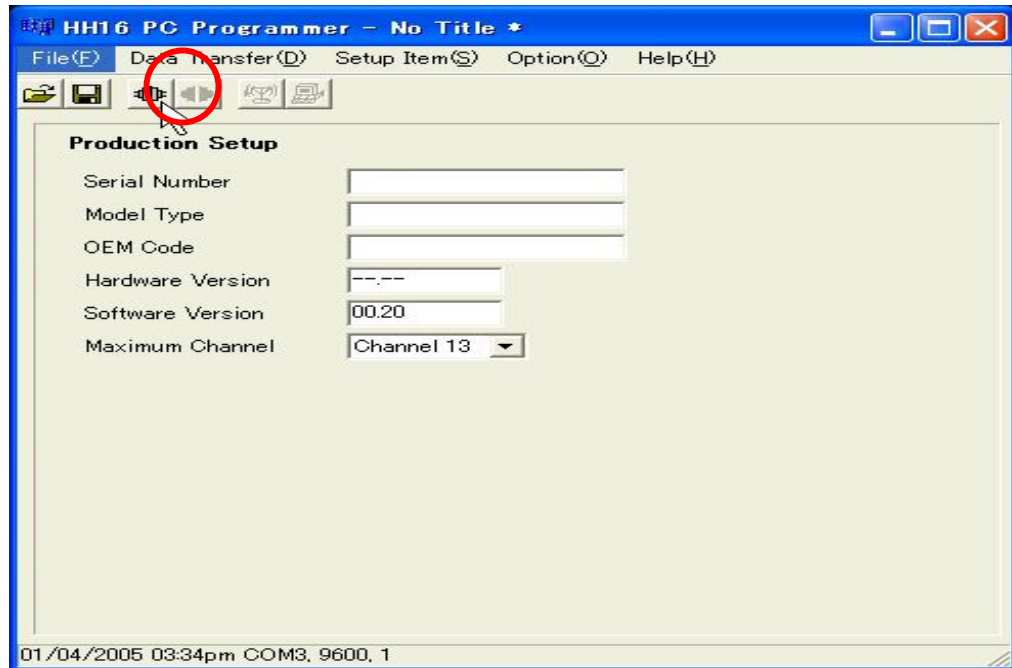 HH16 PC Programmer - No Title *
File(F) Data Transfer(D) Setup Item(S) Option(O) Help(H)
Production Setup
Serial Number
Model Type
OEM Code
Hardware Version --.--
Software Version 00.20
Maximum Channel Channel 13
01/04/2005 03:34pm COM3, 9600, 1